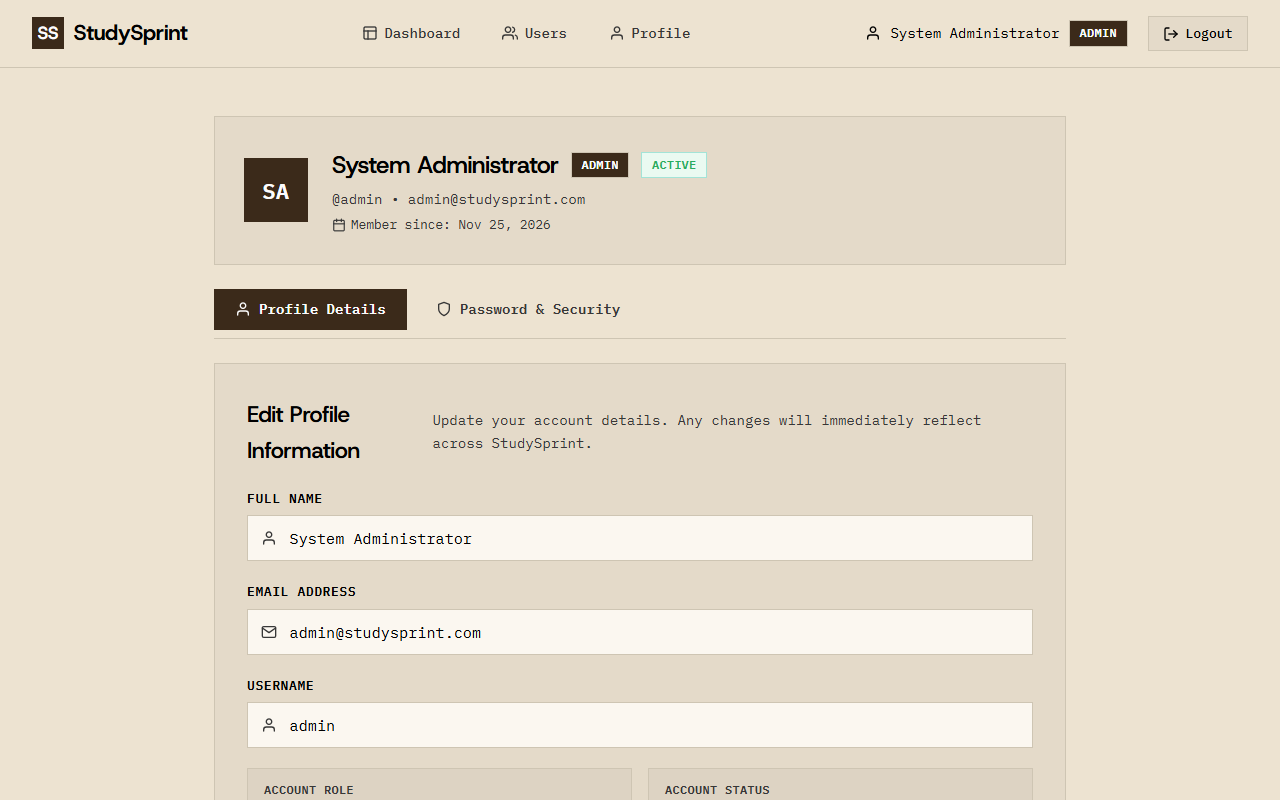 SS StudySprint Dashboard Users Profile System Administrator ADMIN Logout
System Administrator ADMIN ACTIVE
SA
@admin • admin@studysprint.com
Member since: Nov 25, 2026
Profile Details Password & Security
Edit Profile
Information
Update your account details. Any changes will immediately reflect
across StudySprint.
FULL NAME
System Administrator
EMAIL ADDRESS
admin@studysprint.com
USERNAME
admin
ACCOUNT ROLE ACCOUNT STATUS